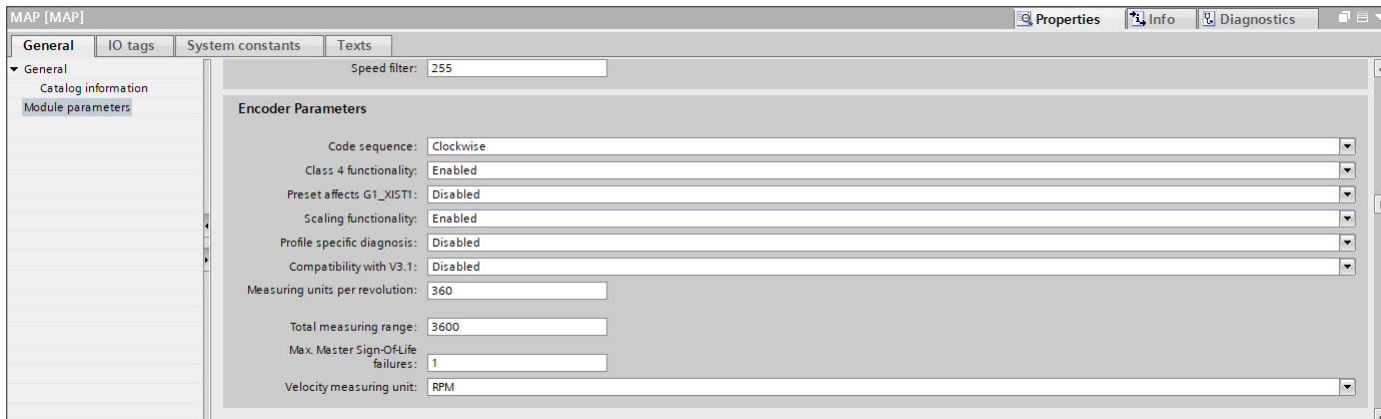 MAP [MAP]
Properties
Info
Diagnostics
General
IO tags
System constants
Texts
General
Catalog information
Module parameters
Speed filter: 255
Encoder Parameters
Code sequence: Clockwise
Class 4 functionality: Enabled
Preset affects G1_XIST1: Disabled
Scaling functionality: Enabled
Profile specific diagnosis: Disabled
Compatibility with V3.1: Disabled
Measuring units per revolution: 360
Total measuring range: 3600
Max. Master Sign-Of-Life
failures: 1
Velocity measuring unit: RPM